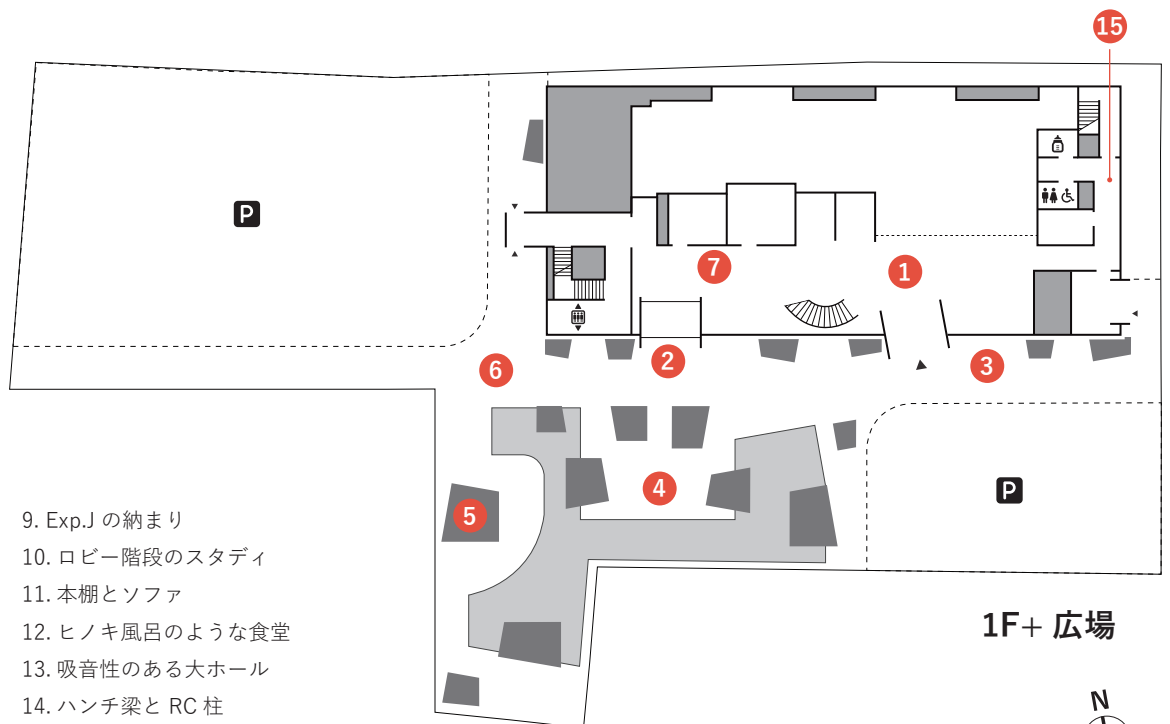 15
P
7
1
2
3
6
4
5
P
9. Exp.J の納まり
10. ロビー階段のスタディ
11. 本棚とソファ
12. ヒノキ風呂のような食堂
13. 吸音性のある大ホール
14. ハンチ梁と RC 柱
1F+ 広場
N